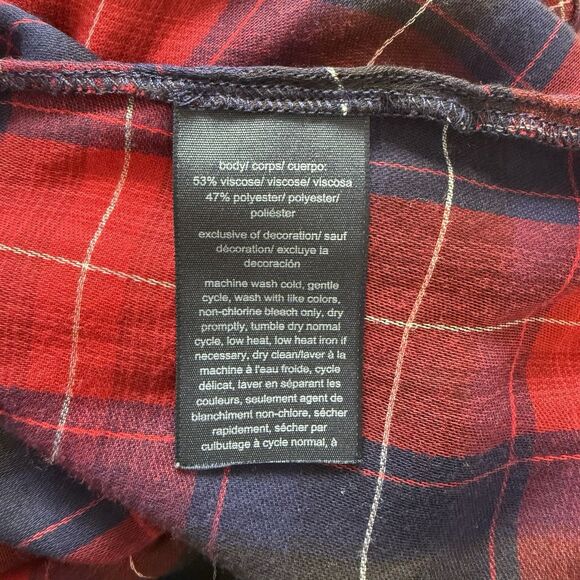 body/ corps/ cuerpo:
53% viscose/ viscose/ viscosa
47% polyester/ polyester/
poliéster
exclusive of decoration/ sauf
décoration/ excluye la
decoración
machine wash cold, gentle
cycle, wash with like colors,
non-chlorine bleach only, dry
promptly, tumble dry normal
cycle, low heat, low heat iron if
necessary, dry clean/laver à la
machine à l'eau froide, cycle
délicat, laver en séparant les
couleurs, seulement agent de
blanchiment non-chlore, sécher
rapidement, sécher par
culbutage à cycle normal, à